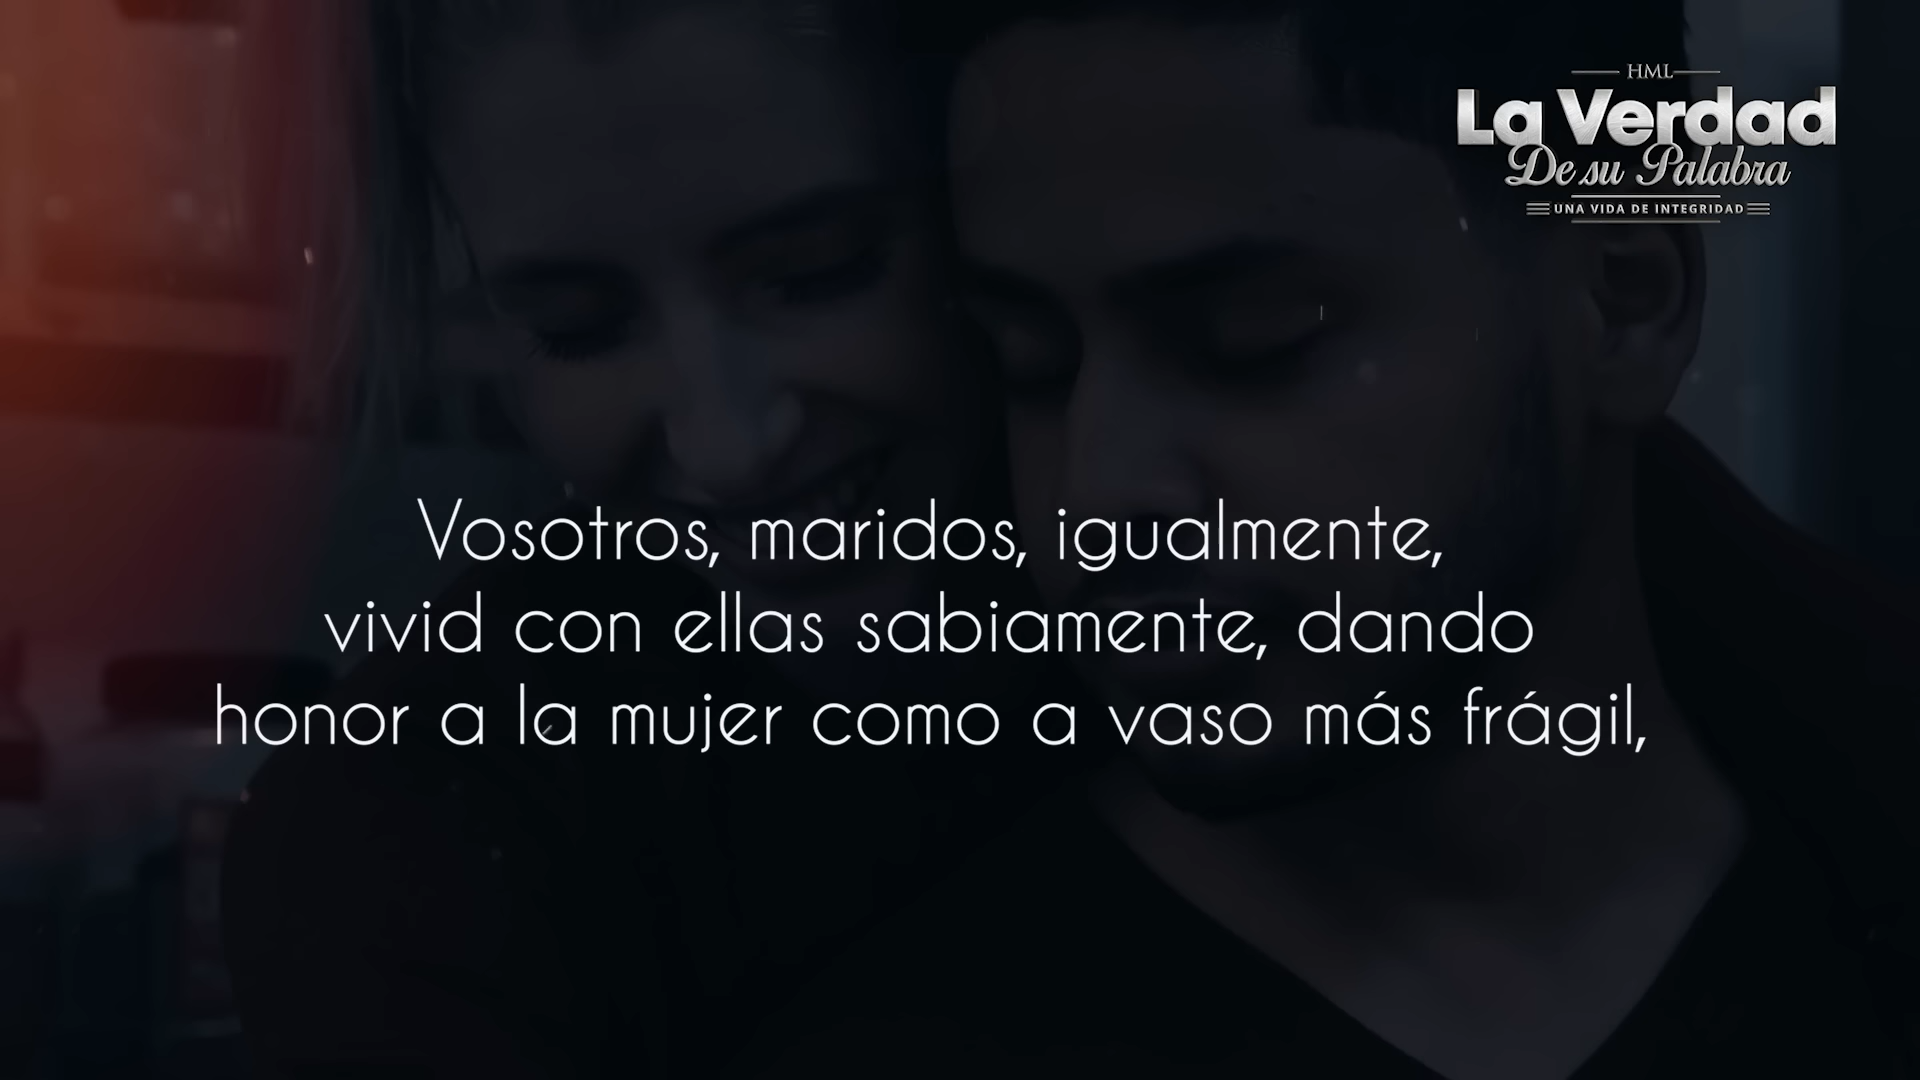 HML
La Verdad
De su Palabra
UNA VIDA DE INTEGRIDAD
Vosotros, maridos, igualmente,
vivid con ellas sabiamente, dando
honor a la mujer como a vaso más frágil,